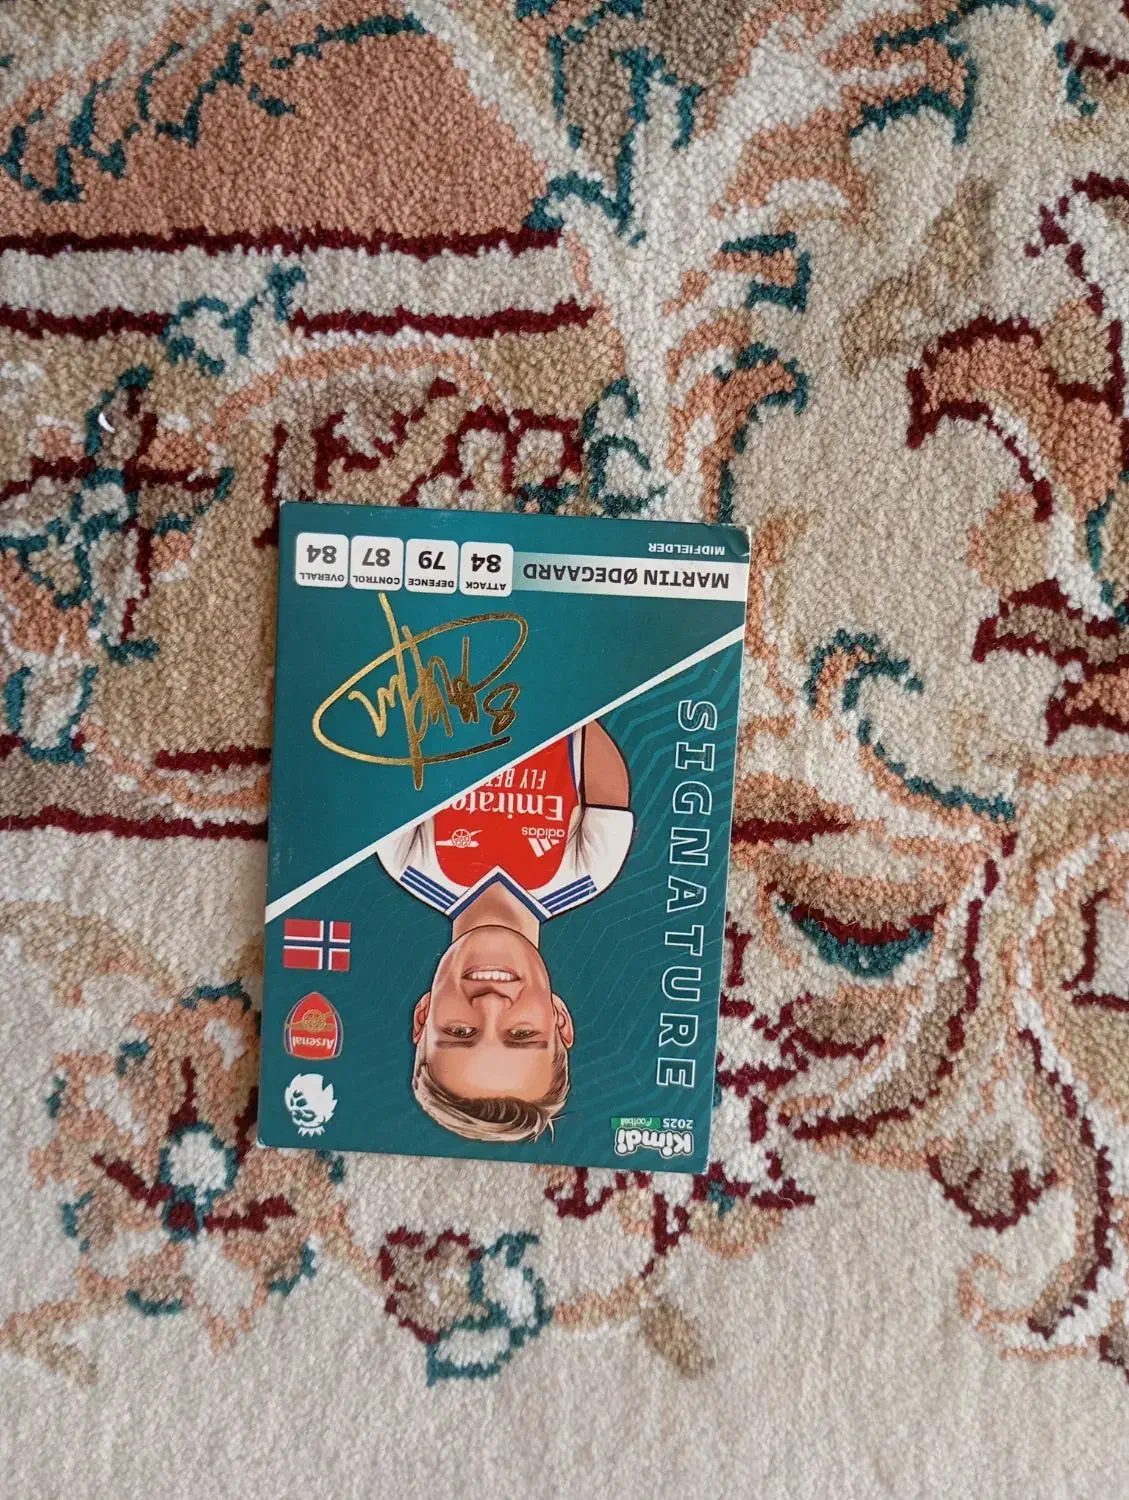 Kimdi
Football
2025
SIGNATURE
Arsenal
adidas
Emirates
FLY BE
8
MARTIN ØDEGAARD
MIDFIELDER
ATTACK
84
DEFENCE
79
CONTROL
87
OVERALL
84